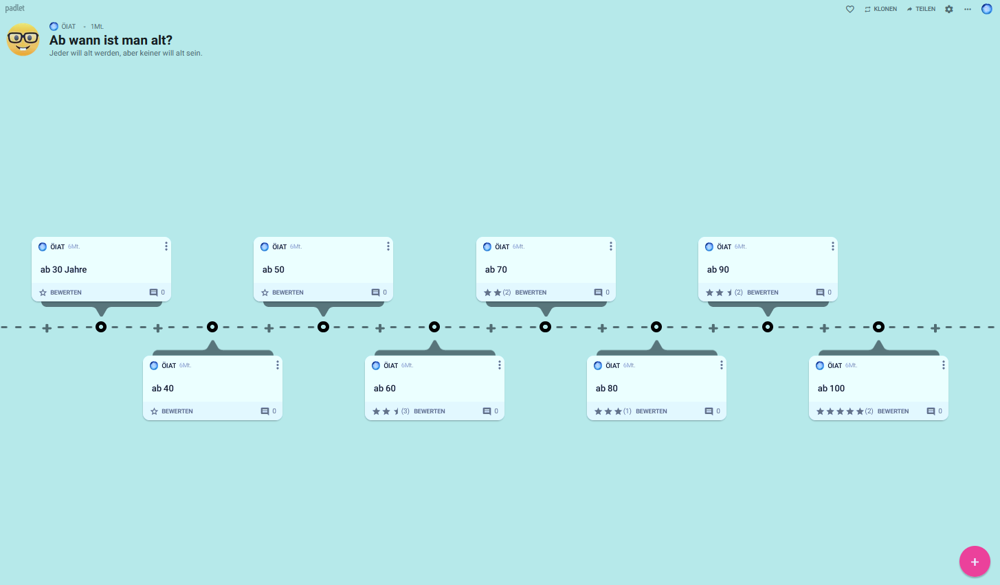 padlet
KLONEN TEILEN
ÖIAT • 1Mt.
Ab wann ist man alt?
Jeder will alt werden, aber keiner will alt sein.
ÖIAT 6Mt.
ab 30 Jahre
BEWERTEN 0
ÖIAT 6Mt.
ab 50
BEWERTEN 0
ÖIAT 6Mt.
ab 70
(2) BEWERTEN 0
ÖIAT 6Mt.
ab 90
(2) BEWERTEN 0
ÖIAT 6Mt.
ab 40
BEWERTEN 0
ÖIAT 6Mt.
ab 60
(3) BEWERTEN 0
ÖIAT 6Mt.
ab 80
(1) BEWERTEN 0
ÖIAT 6Mt.
ab 100
(2) BEWERTEN 0